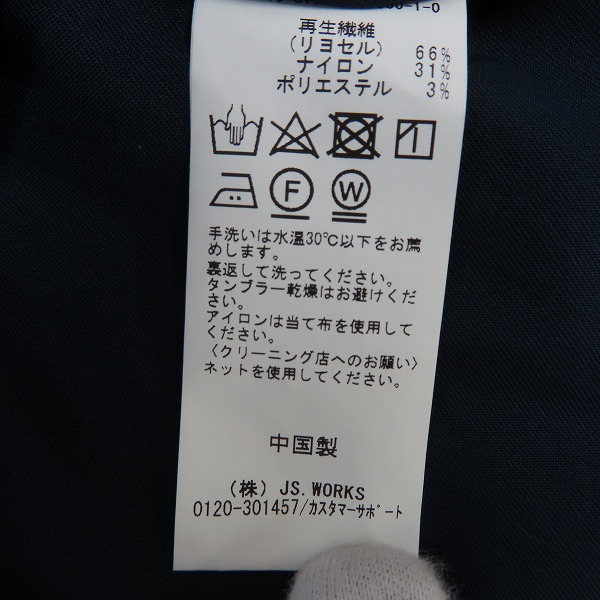 -1-0
再生繊維
(リヨセル) 66%
ナイロン 31%
ポリエステル 3%
F W
手洗いは水温30℃以下をお薦
めします。
裏返して洗ってください。
タンブラー乾燥はお避けくだ
さい。
アイロンは当て布を使用して
ください。
〈クリーニング店へのお願い〉
ネットを使用してください。
中国製
(株) JS.WORKS
0120-301457/カスタマーサポート